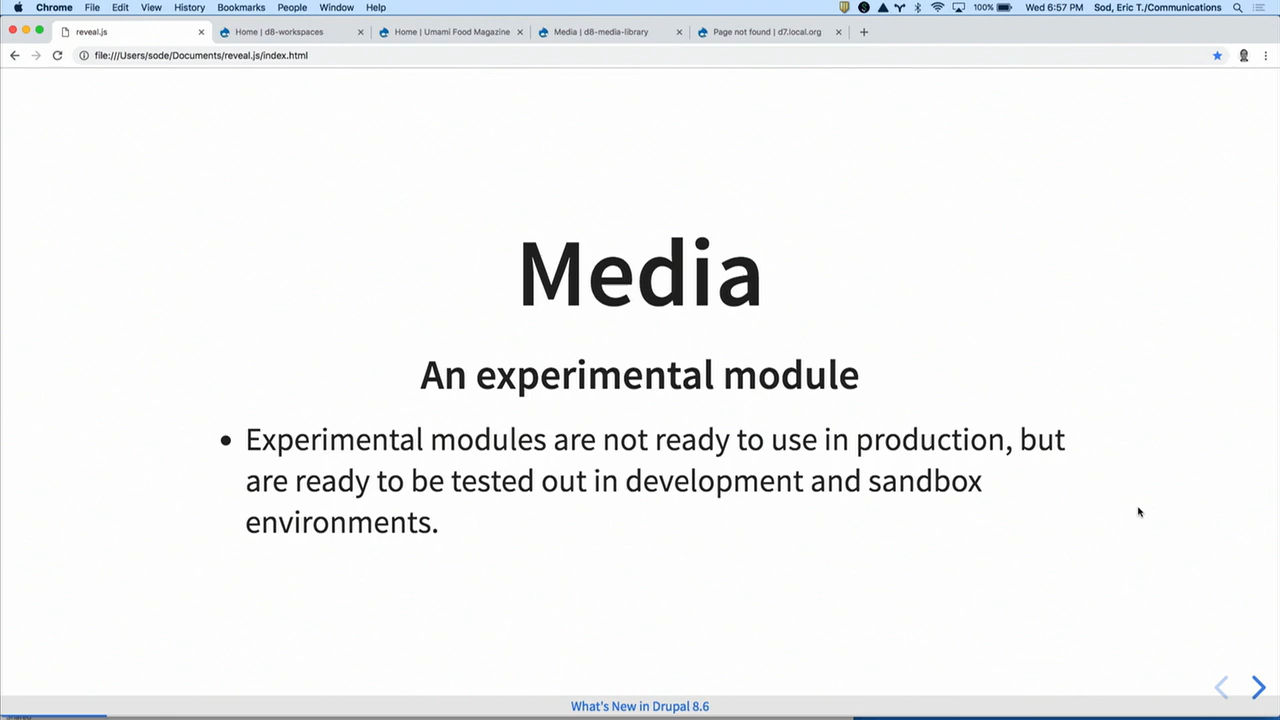 Chrome File Edit View History Bookmarks People Window Help 100% Wed 6:57 PM Sod, Eric T./Communications
reveal.js Home | d8-workspaces Home | Umami Food Magazine Media | d8-media-library Page not found | d7.local.org
file:///Users/sode/Documents/reveal.js/index.html
Media
An experimental module
• Experimental modules are not ready to use in production, but
are ready to be tested out in development and sandbox
environments.
What's New in Drupal 8.6